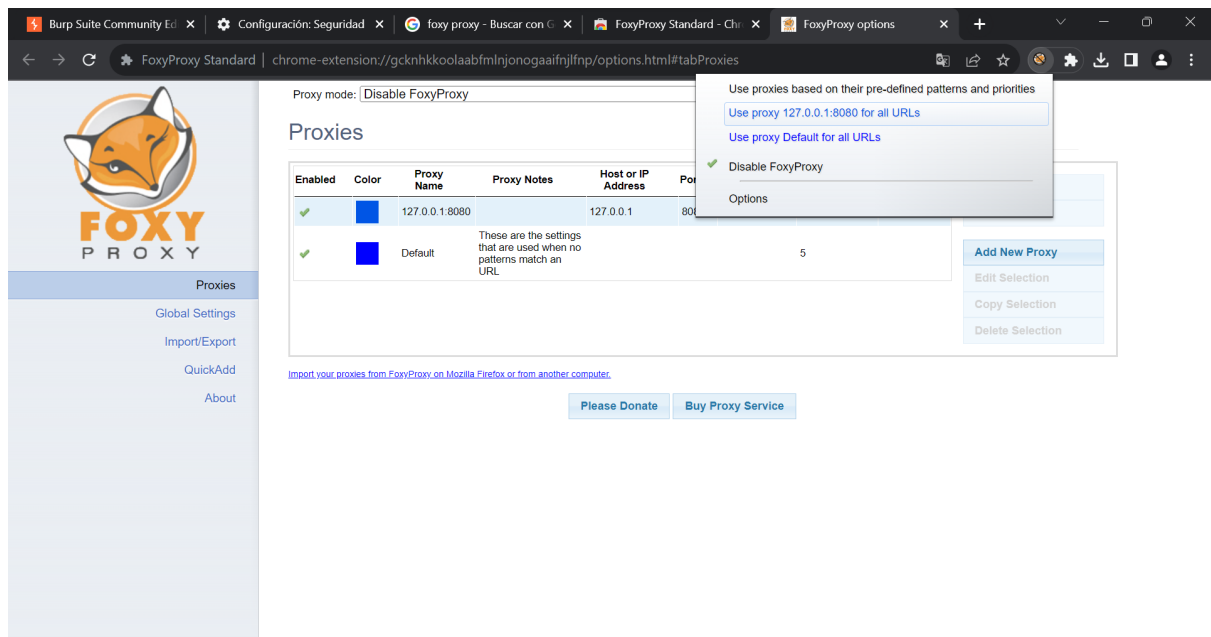 Burp Suite Community Ed
Configuración: Seguridad
foxy proxy - Buscar con G
FoxyProxy Standard - Chr
FoxyProxy options
FoxyProxy Standard | chrome-extension://gcknhkkoolaabfmlnjonogaaifnjlfnp/options.html#tabProxies
Proxy mode: Disable FoxyProxy
Use proxies based on their pre-defined patterns and priorities
Use proxy 127.0.0.1:8080 for all URLs
Use proxy Default for all URLs
Disable FoxyProxy
Options
FOXY
PROXY
Proxies
Global Settings
Import/Export
QuickAdd
About
Proxies
Enabled Color Proxy Name Proxy Notes Host or IP Address Por
127.0.0.1:8080 127.0.0.1 808
Default These are the settings that are used when no patterns match an URL 5
Add New Proxy
Edit Selection
Copy Selection
Delete Selection
Import your proxies from FoxyProxy on Mozilla Firefox or from another computer.
Please Donate
Buy Proxy Service